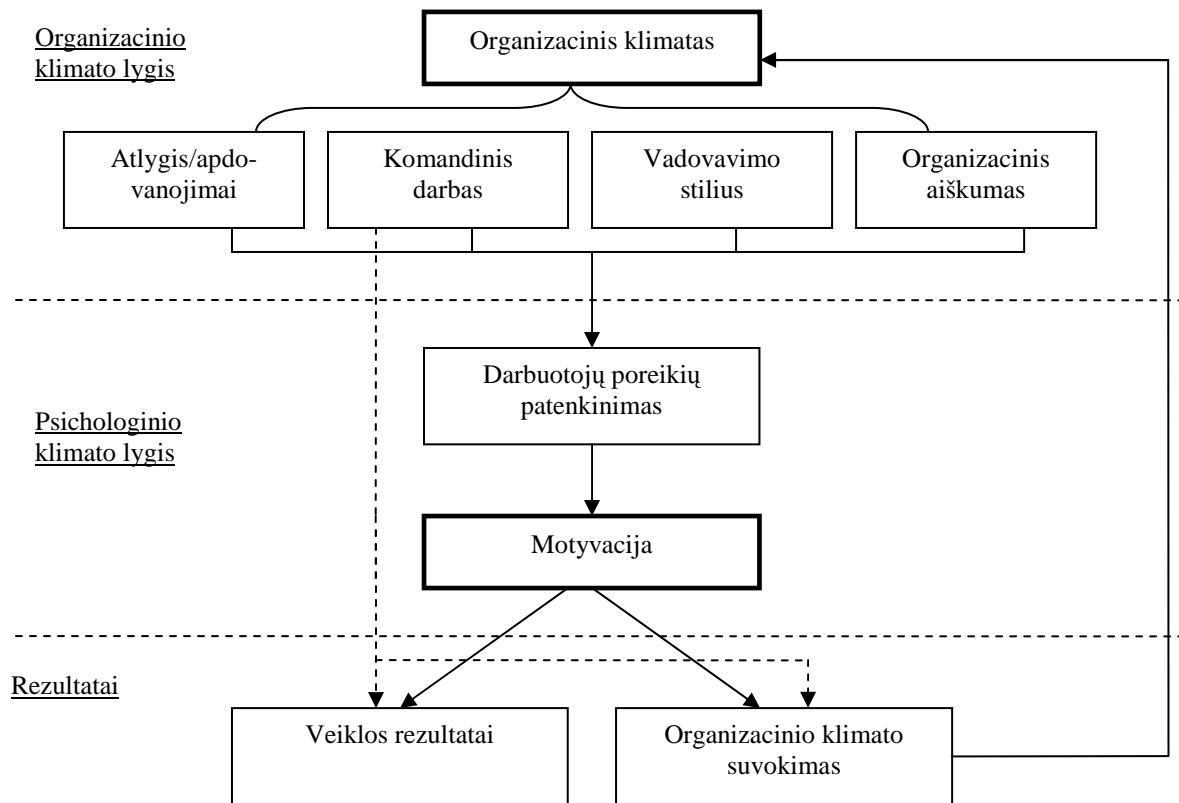 Organizacinio
klimato lygis
Organizacinis klimatas
Atlygis/apdo-
vanojimai
Komandinis
darbas
Vadovavimo
stilius
Organizacinis
aiškumas
Psichologinio
klimato lygis
Darbuotojų poreikių
patenkinimas
Motyvacija
Rezultatai
Veiklos rezultatai
Organizacinio klimato
suvokimas